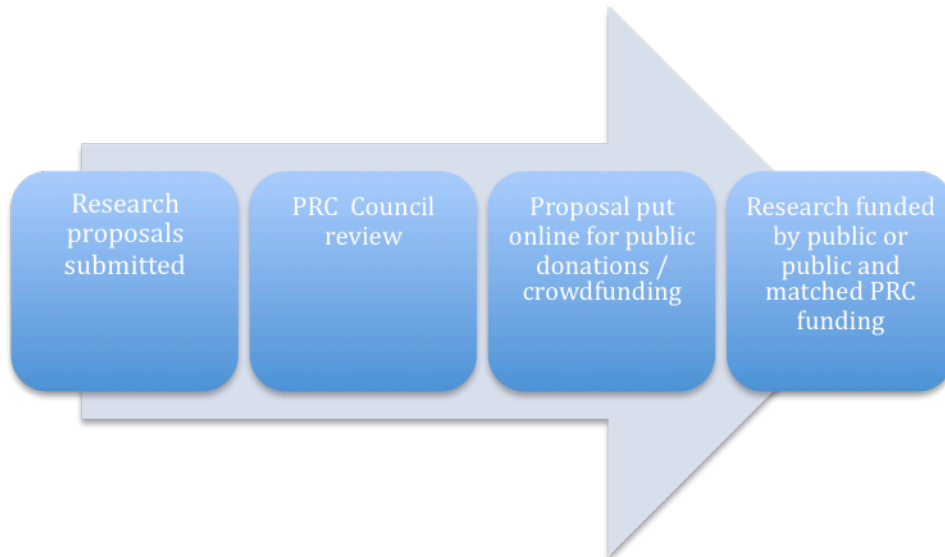 Research
proposals
submitted
PRC  Council
review
Proposal put
online for public
donations /
crowdfunding
Research funded
by public or
public and
matched PRC
funding